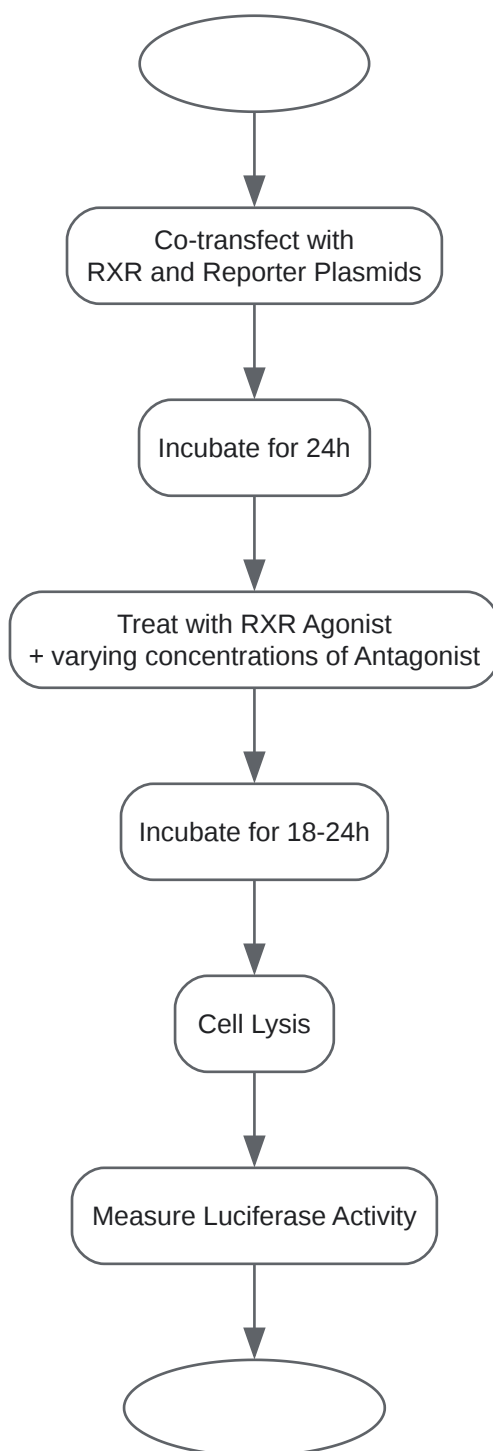 Co-transfect with
RXR and Reporter Plasmids
Incubate for 24h
Treat with RXR Agonist
+ varying concentrations of Antagonist
Incubate for 18-24h
Cell Lysis
Measure Luciferase Activity